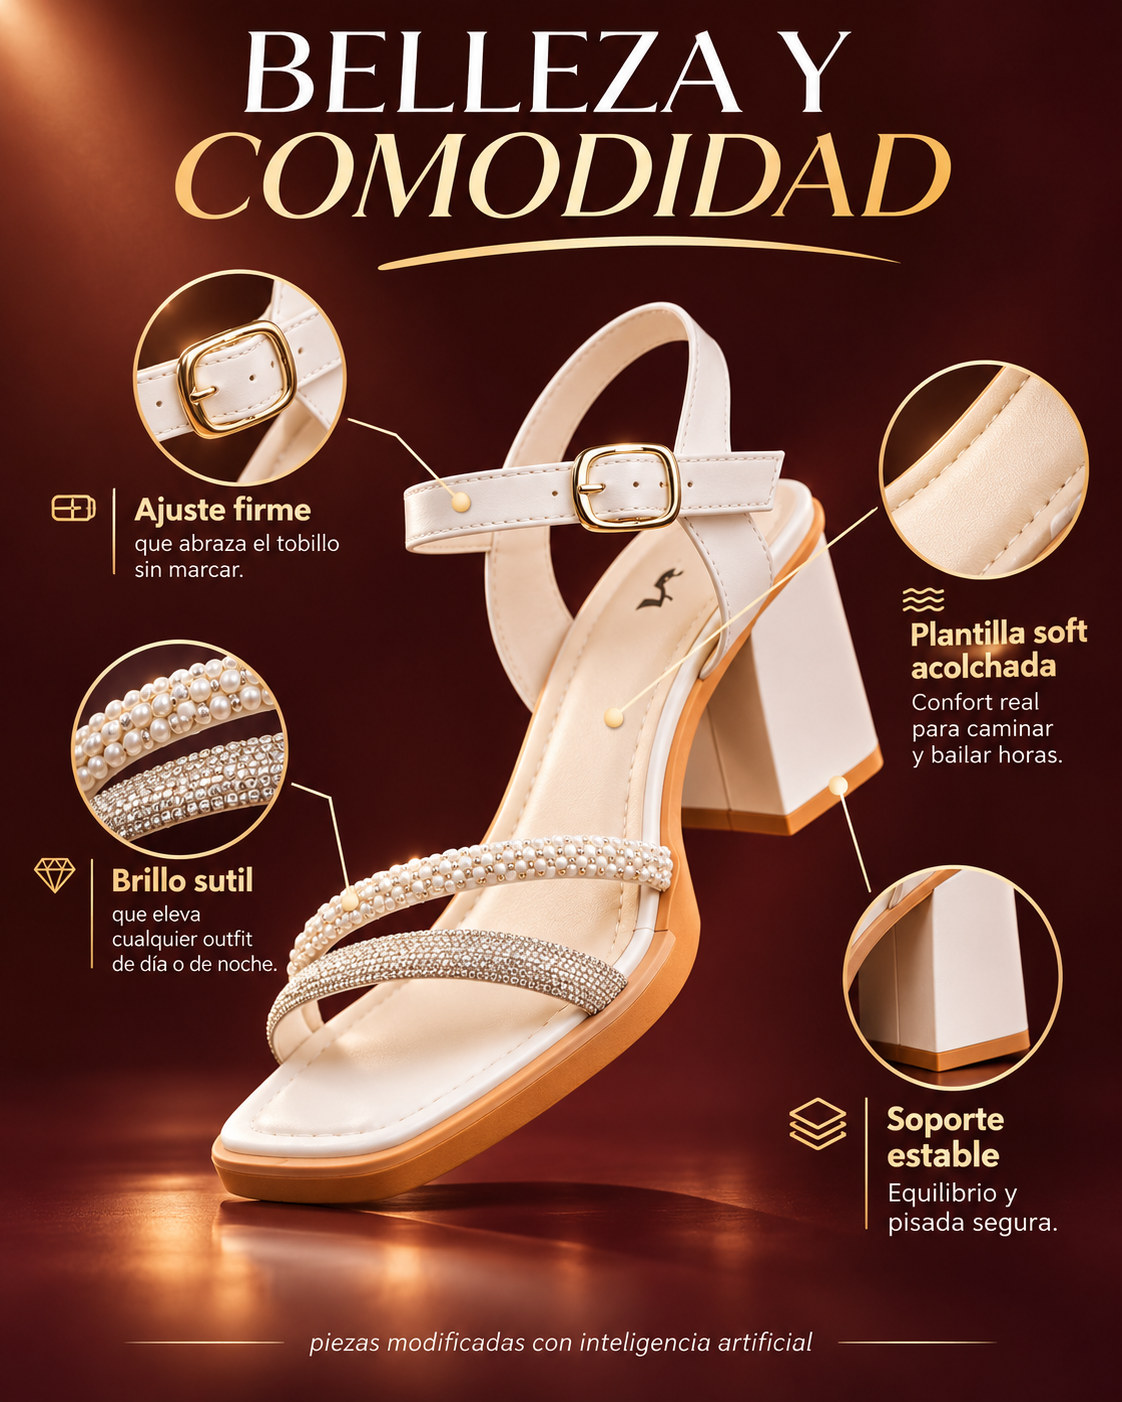 BELLEZA Y
COMODIDAD
Ajuste firme
que abraza el tobillo
sin marcar.
Plantilla soft
acolchada
Confort real
para caminar
y bailar horas.
Brillo sutil
que eleva
cualquier outfit
de día o de noche.
Soporte
estable
Equilibrio y
pisada segura.
piezas modificadas con inteligencia artificial